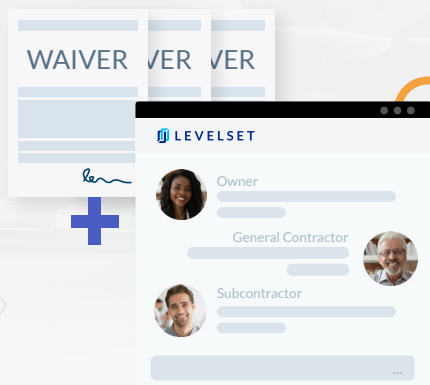 WAIVER
VER
VER
LEVELSET
Owner
General Contractor
Subcontractor
...